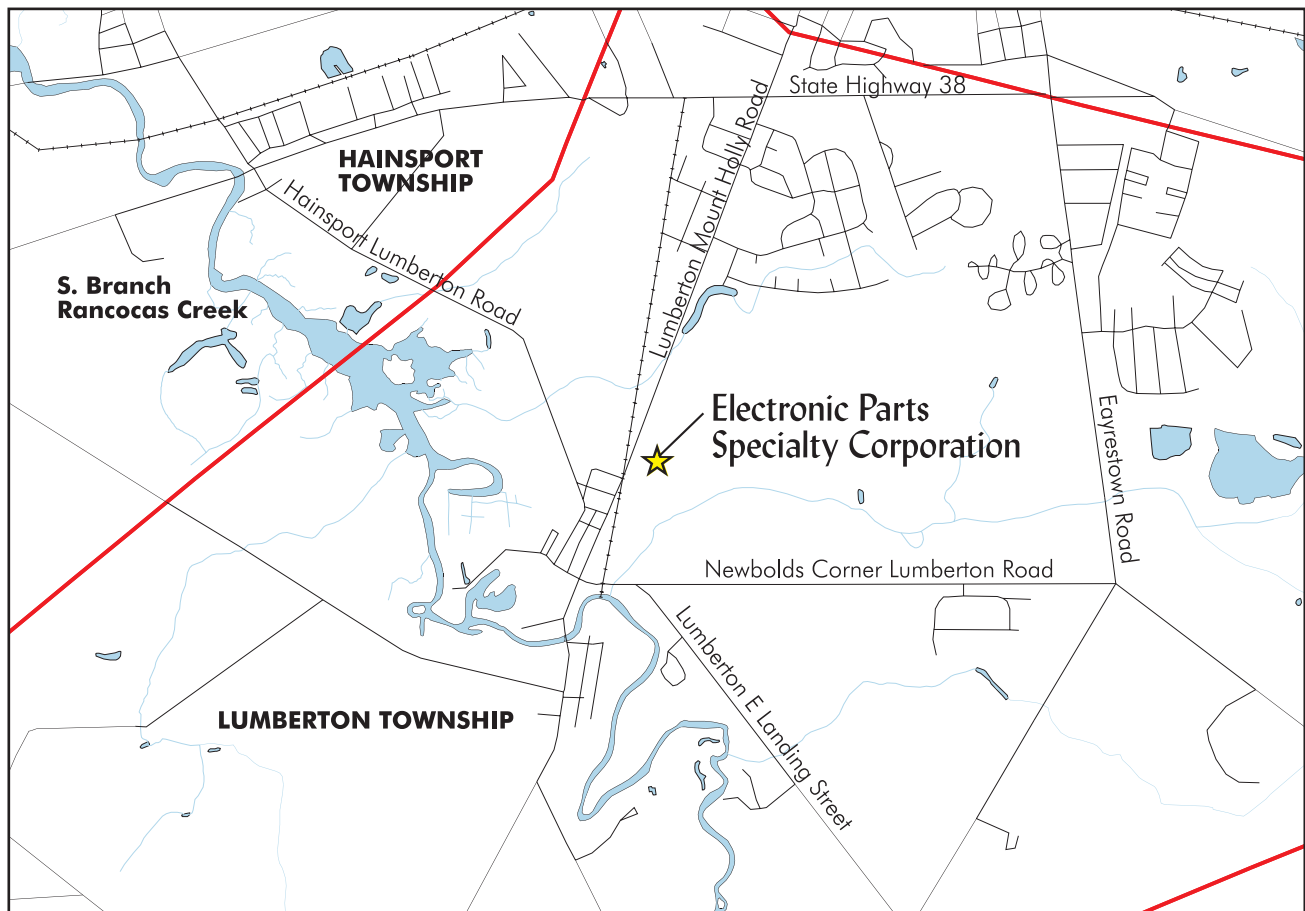 State Highway 38
HAINSPORT
TOWNSHIP
Lumberton Mount Holly Road
Hainsport Lumberton Road
S. Branch
Rancocas Creek
Electronic Parts
Specialty Corporation
Eayrestown Road
Newbolds Corner Lumberton Road
Lumberton E Landing Street
LUMBERTON TOWNSHIP